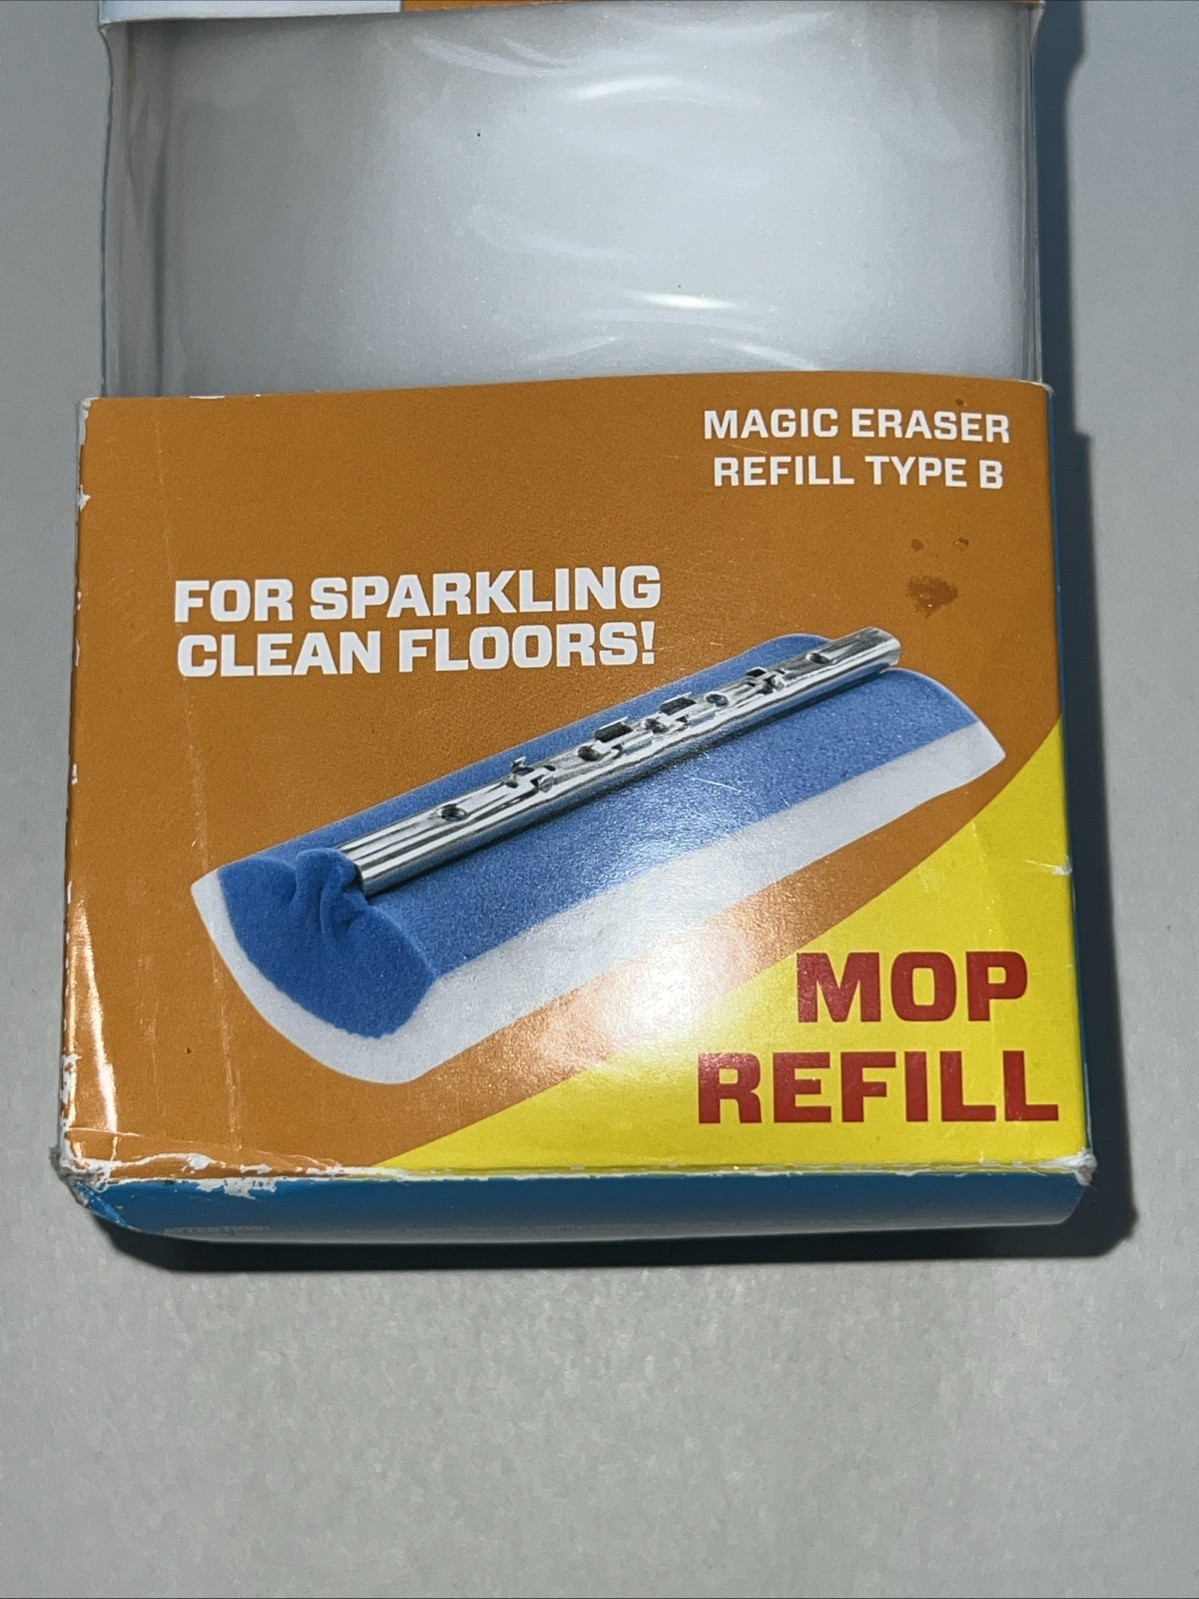 MAGIC ERASER
REFILL TYPE B
FOR SPARKLING
CLEAN FLOORS!
MOP
REFILL